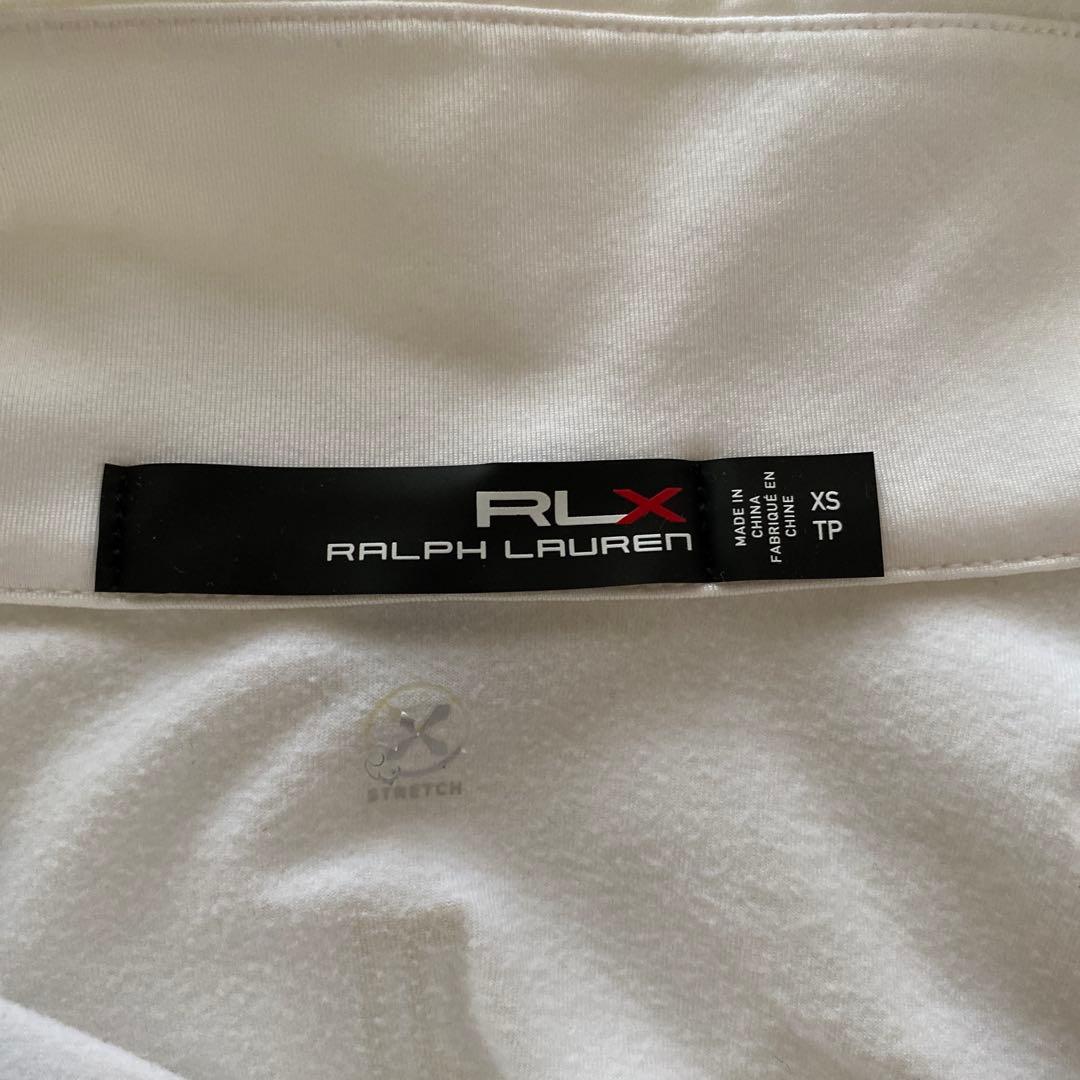 RLX
RALPH LAUREN
MADE IN
CHINA
FABRIQUÉ EN
CHINE
XS
TP
STRETCH